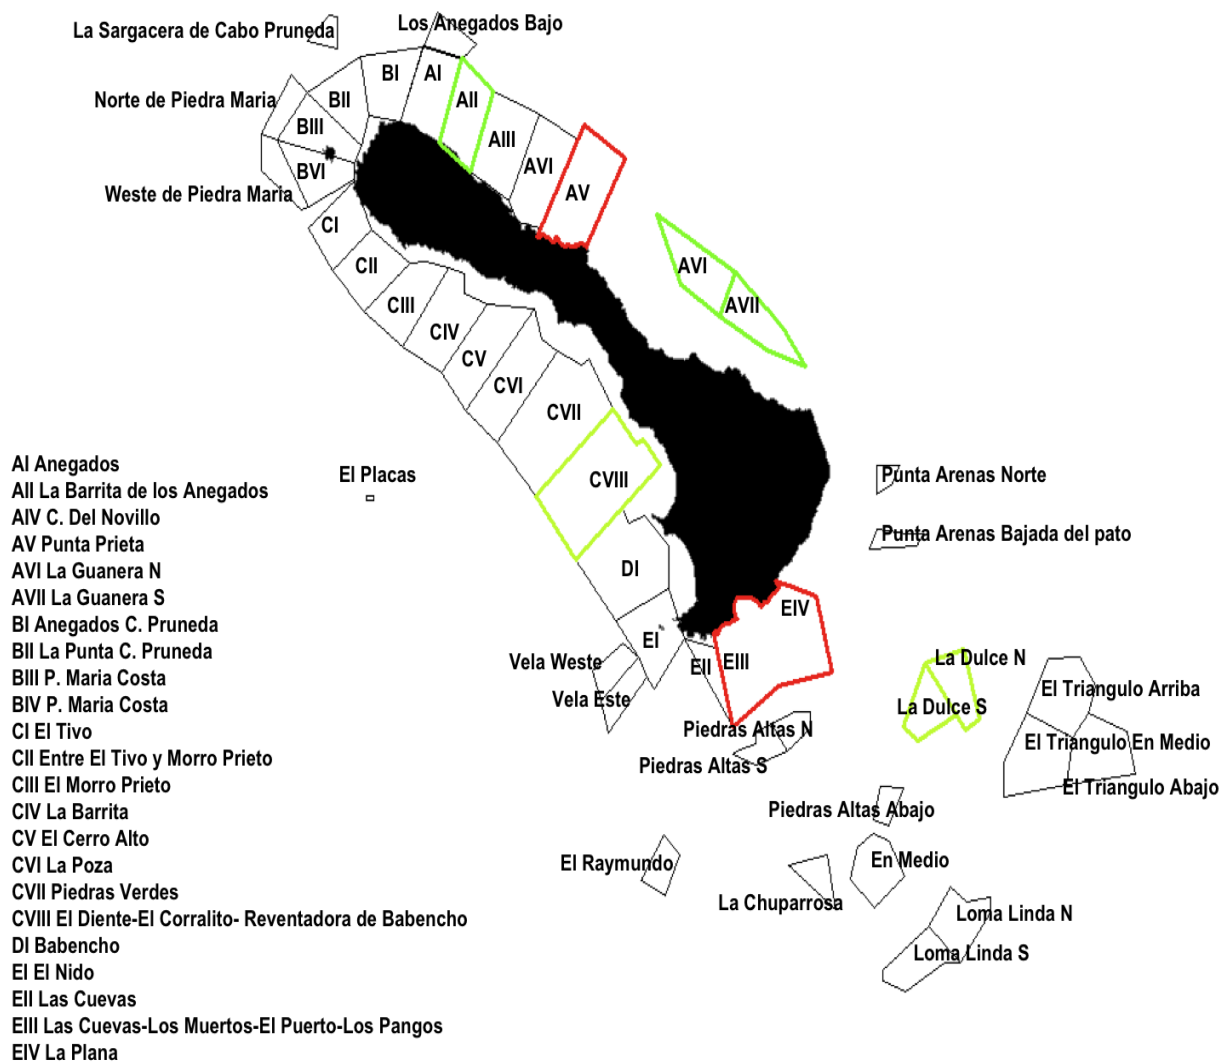 La Sargacera de Cabo Pruneda
Los Anegados Bajo
BI
AI
Norte de Piedra Maria
BII
AII
BIII
AIII
BVI
AVI
Weste de Piedra Maria
AV
CI
CII
AVI
CIII
AVII
CIV
CV
CVI
CVII
El Placas
CVIII
Punta Arenas Norte
Punta Arenas Bajada del pato
DI
EIV
EI
EII
EIII
Vela Weste
Vela Este
La Dulce N
La Dulce S
El Triangulo Arriba
El Triangulo En Medio
El Triangulo Abajo
Piedras Altas N
Piedras Altas S
Piedras Altas Abajo
El Raymundo
En Medio
La Chuparrosa
Loma Linda N
Loma Linda S
AI Anegados
AII La Barrita de los Anegados
AIV C. Del Novillo
AV Punta Prieta
AVI La Guanera N
AVII La Guanera S
BI Anegados C. Pruneda
BII La Punta C. Pruneda
BIII P. Maria Costa
BIV P. Maria Costa
CI El Tivo
CII Entre El Tivo y Morro Prieto
CIII El Morro Prieto
CIV La Barrita
CV El Cerro Alto
CVI La Poza
CVII Piedras Verdes
CVIII El Diente-El Corralito- Reventadora de Babencho
DI Babencho
EI El Nido
EII Las Cuevas
EIII Las Cuevas-Los Muertos-El Puerto-Los Pangos
EIV La Plana